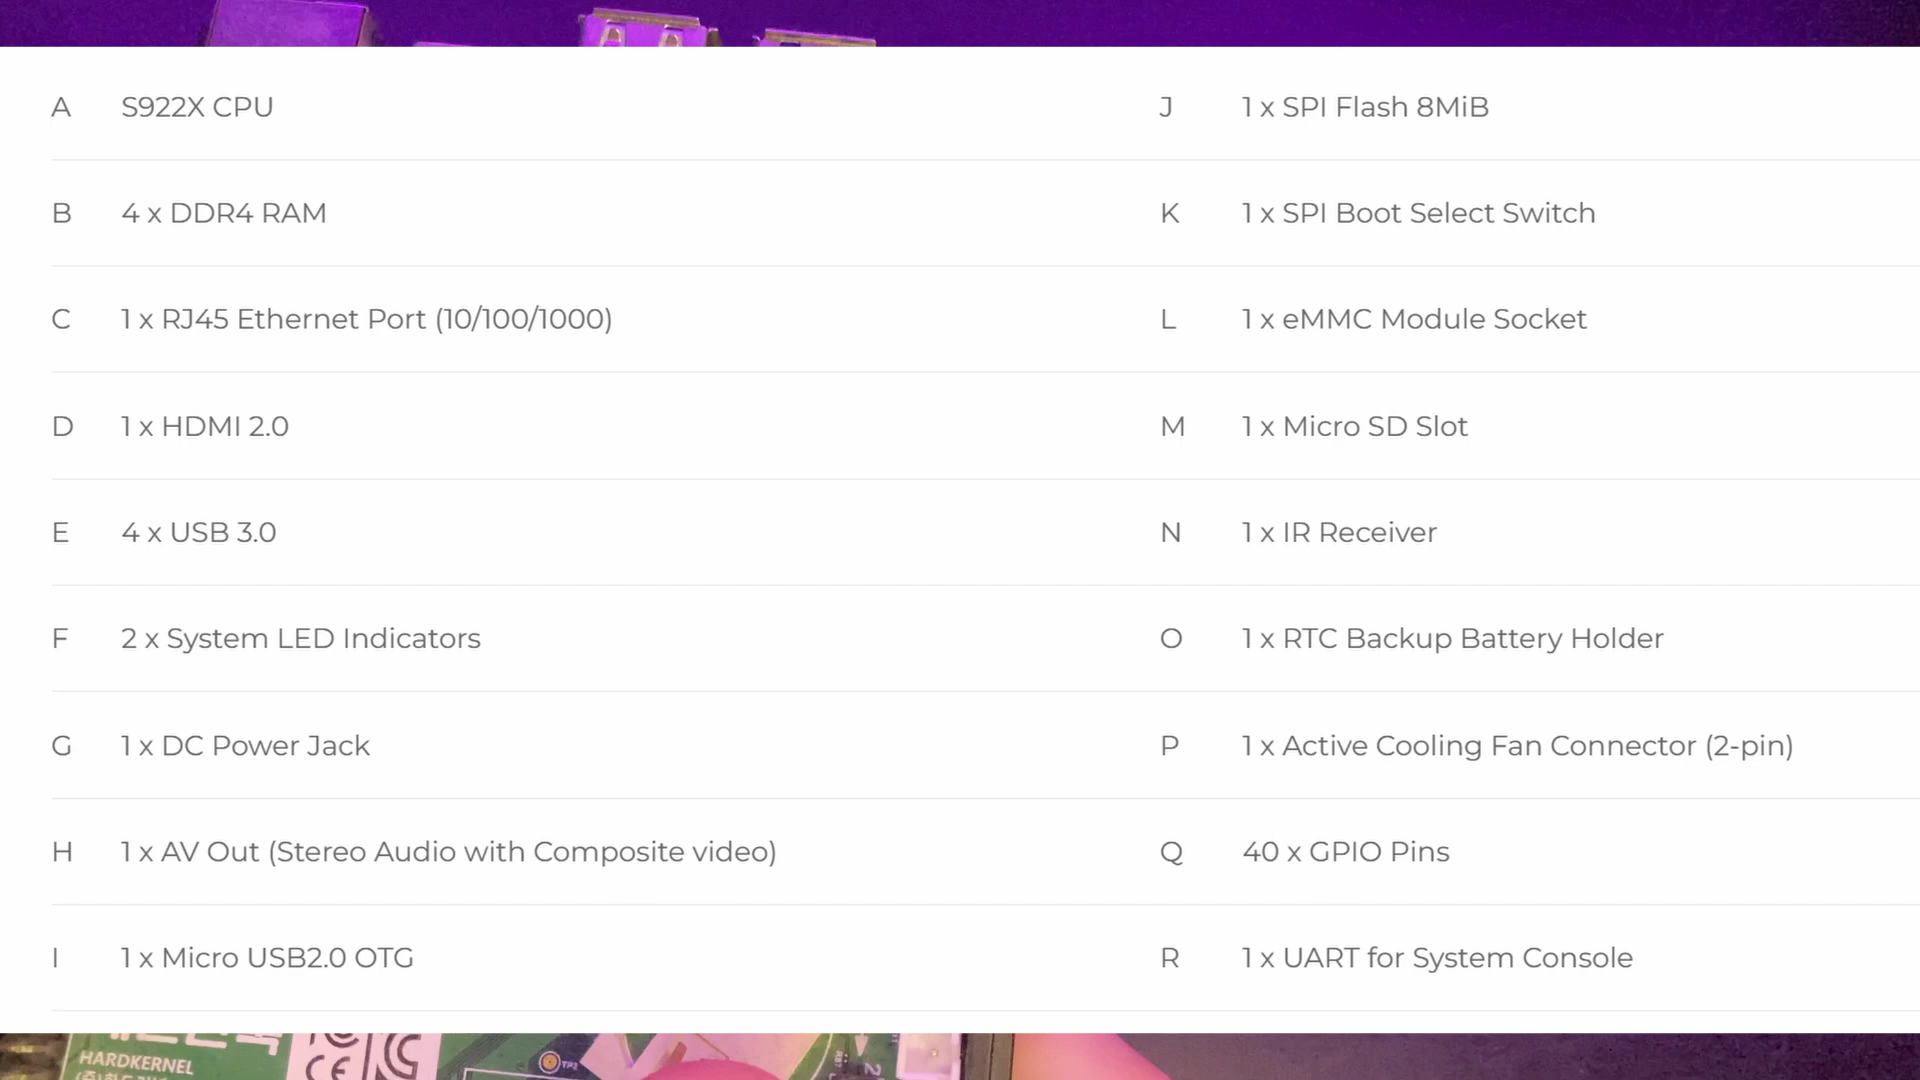 A S922X CPU
B 4 x DDR4 RAM
C 1 x RJ45 Ethernet Port (10/100/1000)
D 1 x HDMI 2.0
E 4 x USB 3.0
F 2 x System LED Indicators
G 1 x DC Power Jack
H 1 x AV Out (Stereo Audio with Composite video)
I 1 x Micro USB2.0 OTG
J 1 x SPI Flash 8MiB
K 1 x SPI Boot Select Switch
L 1 x eMMC Module Socket
M 1 x Micro SD Slot
N 1 x IR Receiver
O 1 x RTC Backup Battery Holder
P 1 x Active Cooling Fan Connector (2-pin)
Q 40 x GPIO Pins
R 1 x UART for System Console
HARDKERNEL
CE
TP2